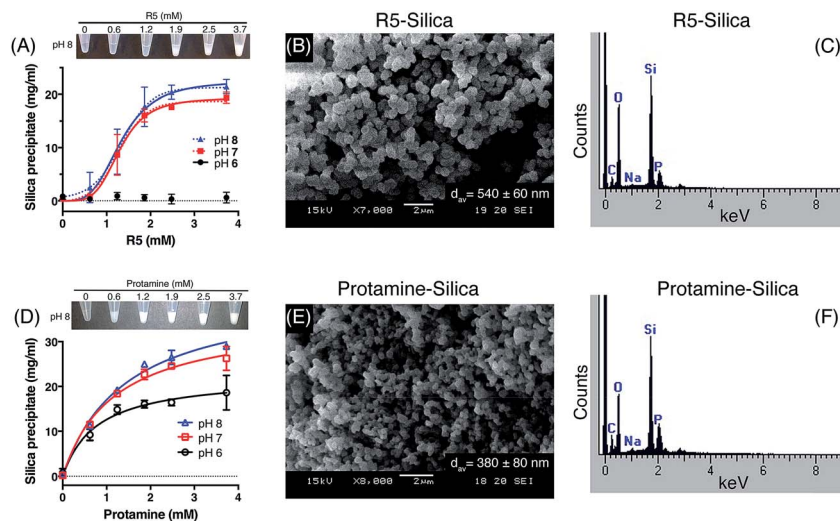 R5 (mM)
0 0.6 1.2 1.9 2.5 3.7
pH 8
(A)
Silica precipitate (mg/ml)
20
10
0
pH 8
pH 7
pH 6
0 1 2 3 4
R5 (mM)
R5-Silica
(B)
d_av = 540 ± 60 nm
15kV X7,000 2μm 19 20 SEI
R5-Silica
(C)
Counts
C O Na Si P
0 2 4 6 8
keV
Protamine (mM)
0 0.6 1.2 1.9 2.5 3.7
pH 8
(D)
Silica precipitate (mg/ml)
30
20
10
0
pH 8
pH 7
pH 6
0 1 2 3 4
Protamine (mM)
Protamine-Silica
(E)
d_av = 380 ± 80 nm
15kV X8,000 2μm 18 20 SEI
Protamine-Silica
(F)
Counts
C O Na Si P
0 2 4 6 8
keV